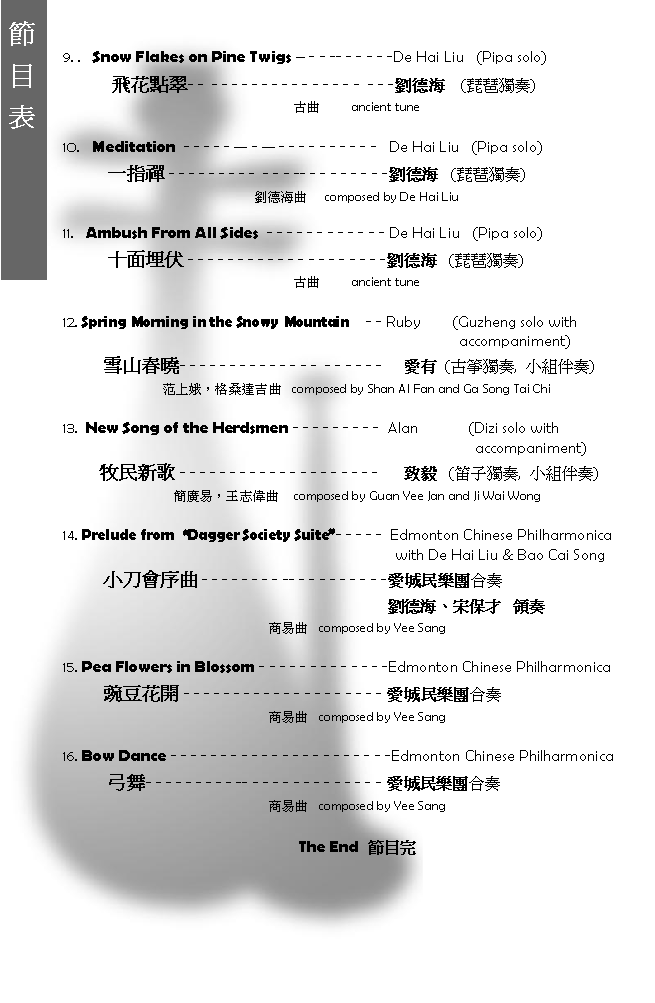 節目表
9. . Snow Flakes on Pine Twigs - - - - - - - - - - De Hai Liu (Pipa solo)
飛花點翠- - - - - - - - - - - - - - - - - - 劉德海 （琵琶獨奏）
古曲 ancient tune
10. Meditation - - - - - — - — - - - - - - - - - De Hai Liu (Pipa solo)
一指禪- - - - - - - - - - - - - - - - - - - 劉德海 （琵琶獨奏）
劉德海曲 composed by De Hai Liu
11. Ambush From All Sides - - - - - - - - - - - - De Hai Liu (Pipa solo)
十面埋伏- - - - - - - - - - - - - - - - - - 劉德海 （琵琶獨奏）
古曲 ancient tune
12. Spring Morning in the Snowy Mountain - - Ruby (Guzheng solo with
accompaniment)
雪山春曉- - - - - - - - - - - - - - - - - - 愛有（古箏獨奏, 小組伴奏）
范上娥，格桑達吉曲 composed by Shan Al Fan and Ga Song Tai Chi
13. New Song of the Herdsmen - - - - - - - - - Alan (Dizi solo with
accompaniment)
牧民新歌- - - - - - - - - - - - - - - - - - 致毅 （笛子獨奏, 小組伴奏）
簡廣易，王志偉曲 composed by Guan Yee Jan and Ji Wai Wong
14. Prelude from "Dagger Society Suite"- - - - - Edmonton Chinese Philharmonica
with De Hai Liu & Bao Cai Song
小刀會序曲- - - - - - - - - - - - - - - - - 愛城民樂團合奏
劉德海、宋保才 領奏
商易曲 composed by Yee Sang
15. Pea Flowers in Blossom - - - - - - - - - - - - -Edmonton Chinese Philharmonica
豌豆花開- - - - - - - - - - - - - - - - - - 愛城民樂團合奏
商易曲 composed by Yee Sang
16. Bow Dance - - - - - - - - - - - - - - - - - - - - -Edmonton Chinese Philharmonica
弓舞- - - - - - - - - - - - - - - - - - - - - - 愛城民樂團合奏
商易曲 composed by Yee Sang
The End 節目完